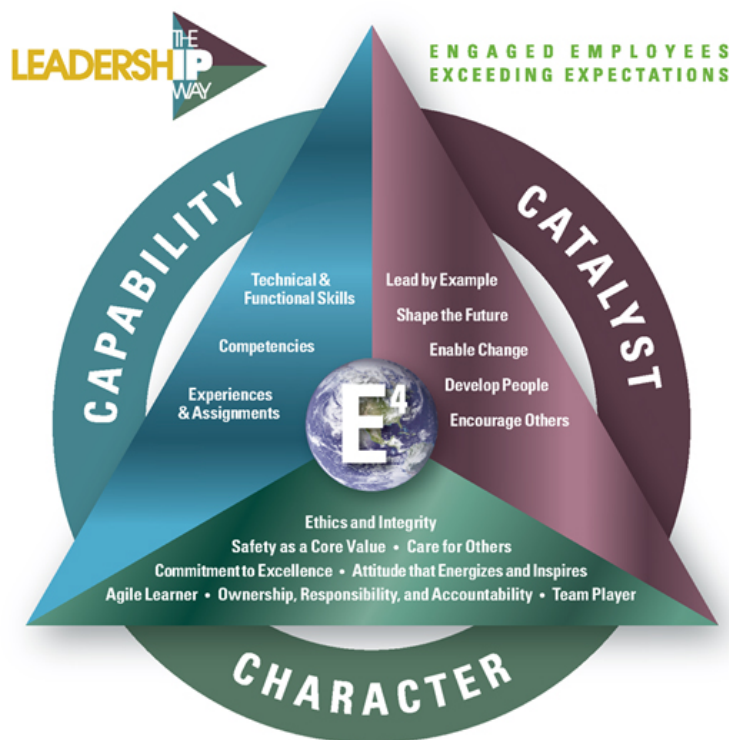 THE
LEADERSHIP
WAY
ENGAGED EMPLOYEES
EXCEEDING EXPECTATIONS
CAPABILITY
CATALYST
Technical &
Functional Skills
Competencies
Experiences
& Assignments
Lead by Example
Shape the Future
Enable Change
Develop People
Encourage Others
E⁴
Ethics and Integrity
Safety as a Core Value • Care for Others
Commitment to Excellence • Attitude that Energizes and Inspires
Agile Learner • Ownership, Responsibility, and Accountability • Team Player
CHARACTER